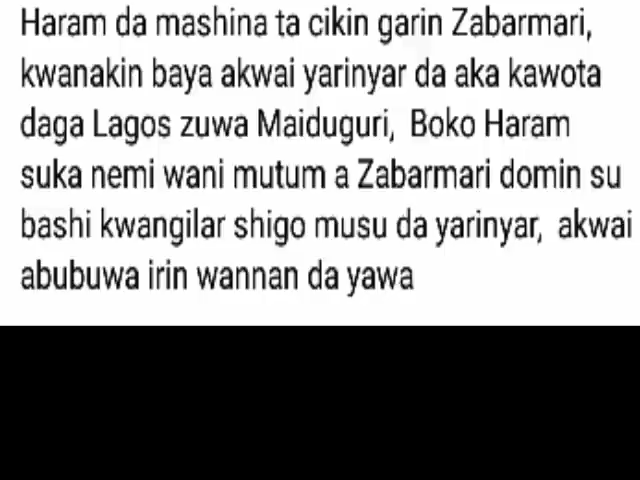 Haram da mashina ta cikin garin Zabarmari,
kwanakin baya akwai yarinyar da aka kawota
daga Lagos zuwa Maiduguri, Boko Haram
suka nemi wani mutum a Zabarmari domin su
bashi kwangilar shigo musu da yarinyar, akwai
abubuwa irin wannan da yawa